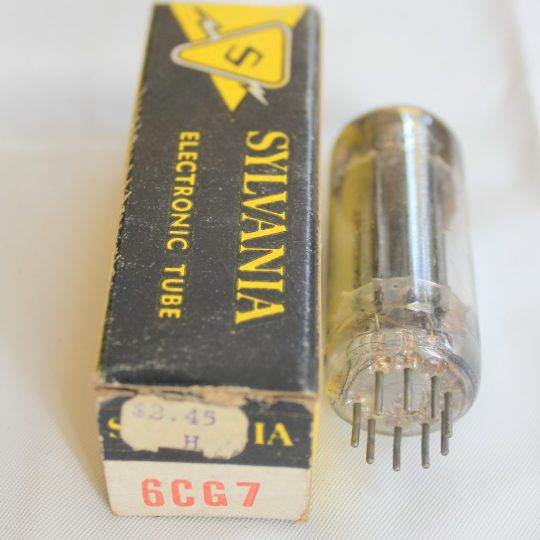 S
SYLVANIA
ELECTRONIC TUBE
$2.45
H
S IA
6CG7